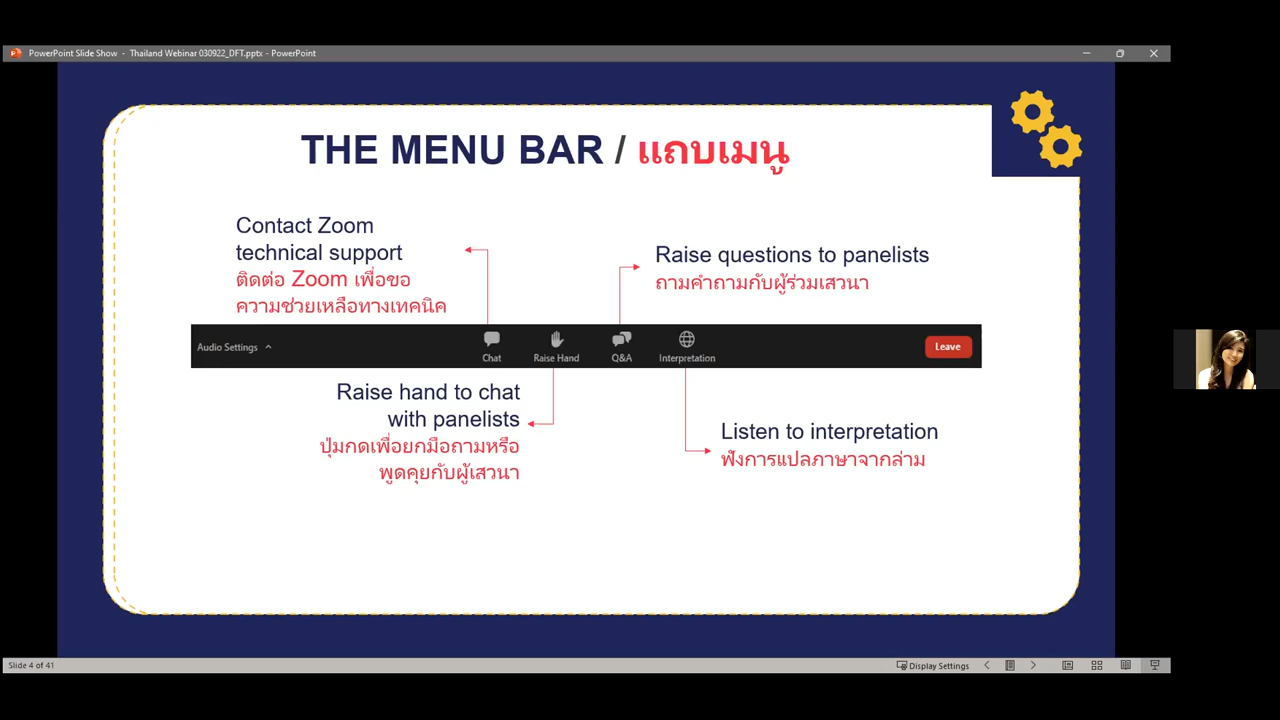 PowerPoint Slide Show - Thailand Webinar 030922_DFT.pptx - PowerPoint
THE MENU BAR / แถบเมนู
Contact Zoom
technical support
ติดต่อ Zoom เพื่อขอ
ความช่วยเหลือทางเทคนิค
Raise questions to panelists
ถามคำถามกับผู้ร่วมเสวนา
Audio Settings
Chat
Raise Hand
Q&A
Interpretation
Leave
Raise hand to chat
with panelists
ปุ่มกดเพื่อยกมือถามหรือ
พูดคุยกับผู้เสวนา
Listen to interpretation
ฟังการแปลภาษาจากล่าม
Slide 4 of 41
Display Settings